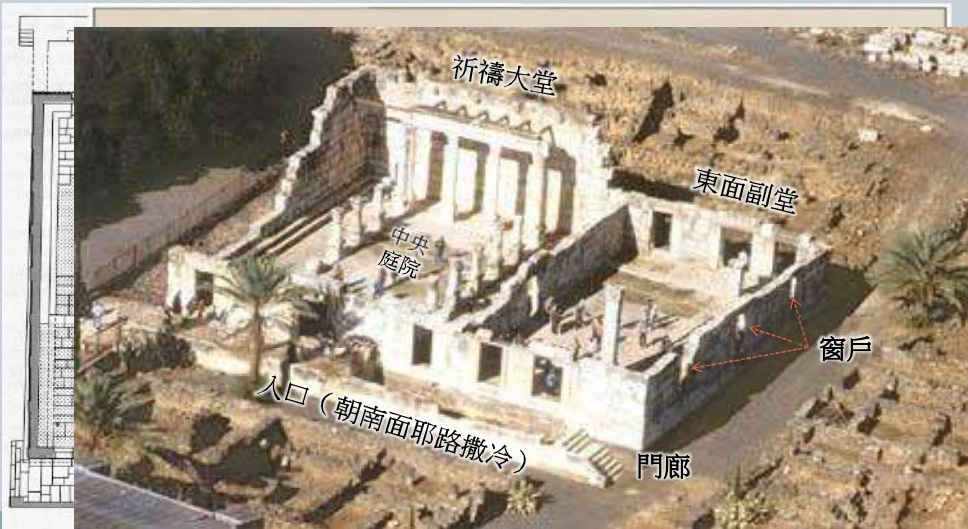 祈禱大堂
東面副堂
中央
庭院
窗戶
入口（朝南面耶路撒冷）
門廊